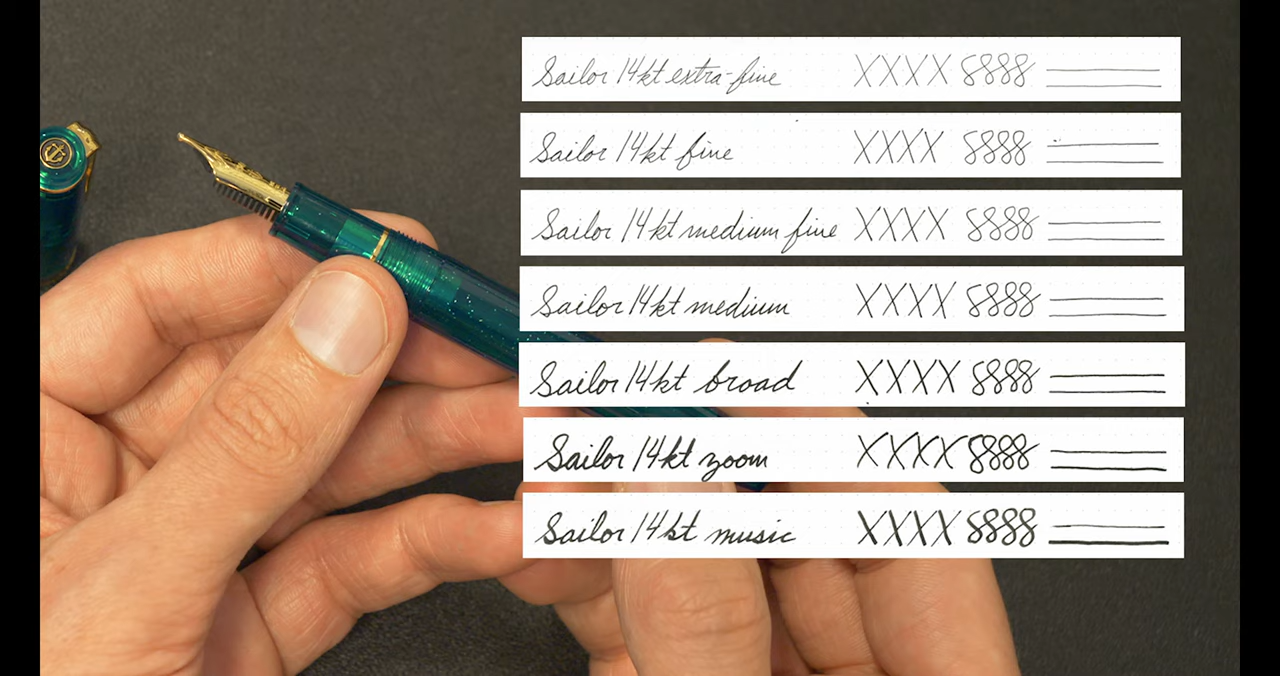 Sailor 14kt extra-fine XXXX 8888
Sailor 14kt fine XXXX 8888
Sailor 14kt medium fine XXXX 8888
Sailor 14kt medium XXXX 8888
Sailor 14kt broad XXXX 8888
Sailor 14kt zoom XXXX 8888
Sailor 14kt music XXXX 8888